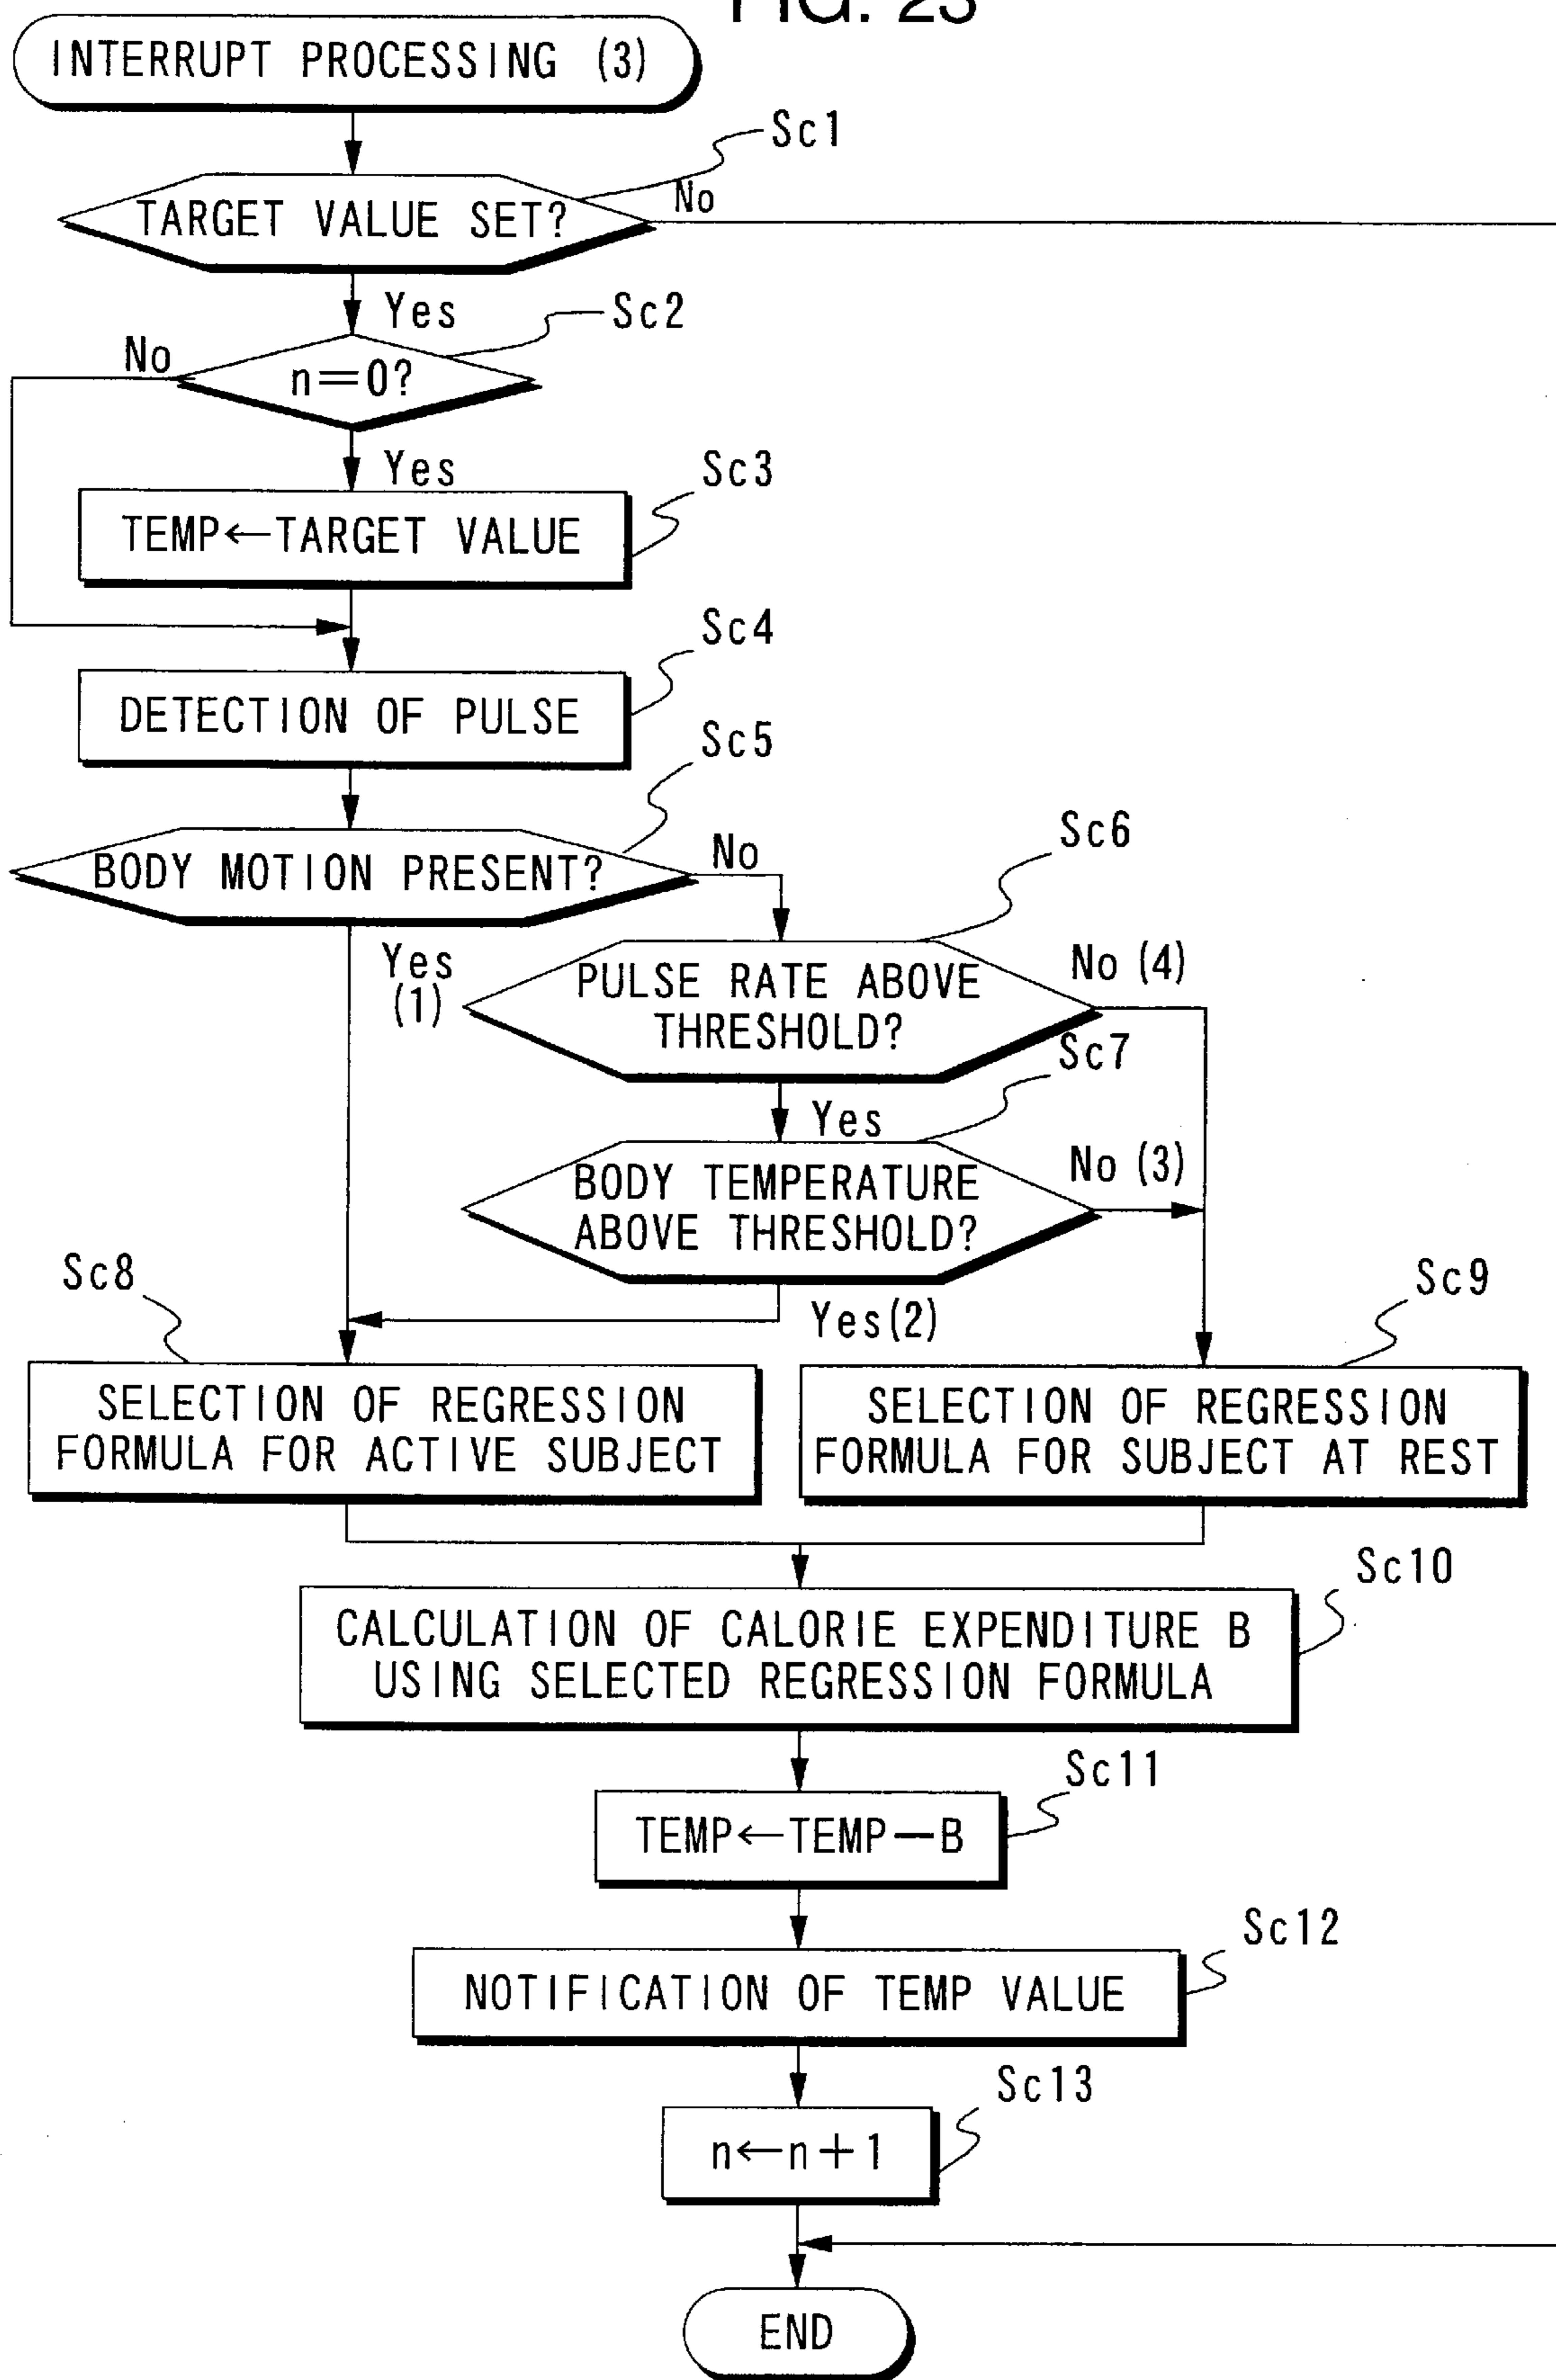 FIG. 23
INTERRUPT PROCESSING (3)
Sc1
TARGET VALUE SET?
No
Yes
Sc2
No
n=0?
Yes
Sc3
TEMP←TARGET VALUE
Sc4
DETECTION OF PULSE
Sc5
BODY MOTION PRESENT?
No
Sc6
Yes
(1)
PULSE RATE ABOVE
THRESHOLD?
No (4)
Sc7
Yes
BODY TEMPERATURE
ABOVE THRESHOLD?
No (3)
Yes(2)
Sc8
Sc9
SELECTION OF REGRESSION
FORMULA FOR ACTIVE SUBJECT
SELECTION OF REGRESSION
FORMULA FOR SUBJECT AT REST
Sc10
CALCULATION OF CALORIE EXPENDITURE B
USING SELECTED REGRESSION FORMULA
Sc11
TEMP←TEMP—B
Sc12
NOTIFICATION OF TEMP VALUE
Sc13
n←n+1
END